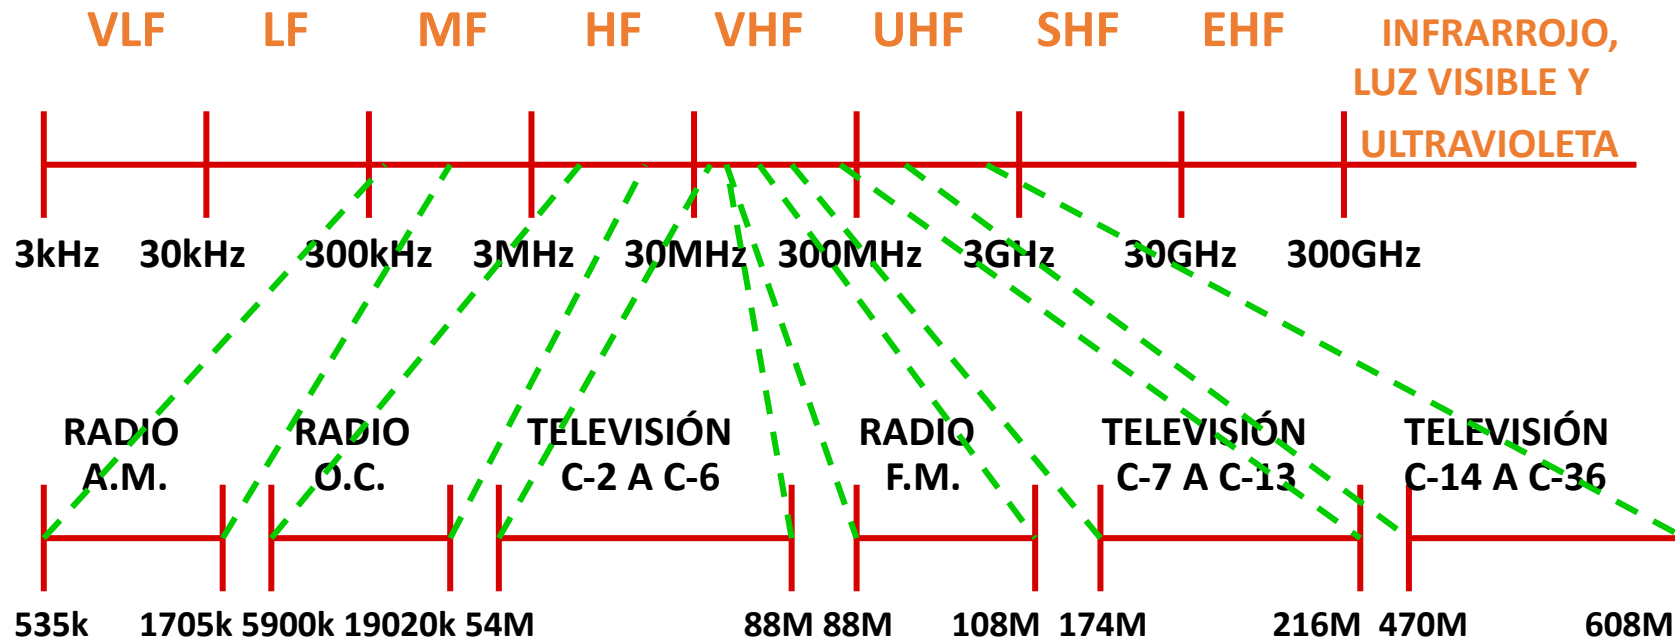 VLF LF MF HF VHF UHF SHF EHF
INFRARROJO,
LUZ VISIBLE Y
ULTRAVIOLETA
3kHz 30kHz 300kHz 3MHz 30MHz 300MHz 3GHz 30GHz 300GHz
RADIO
A.M.
RADIO
O.C.
TELEVISIÓN
C-2 A C-6
RADIO
F.M.
TELEVISIÓN
C-7 A C-13
TELEVISIÓN
C-14 A C-36
535k 1705k 5900k 19020k 54M 88M 88M 108M 174M 216M 470M 608M